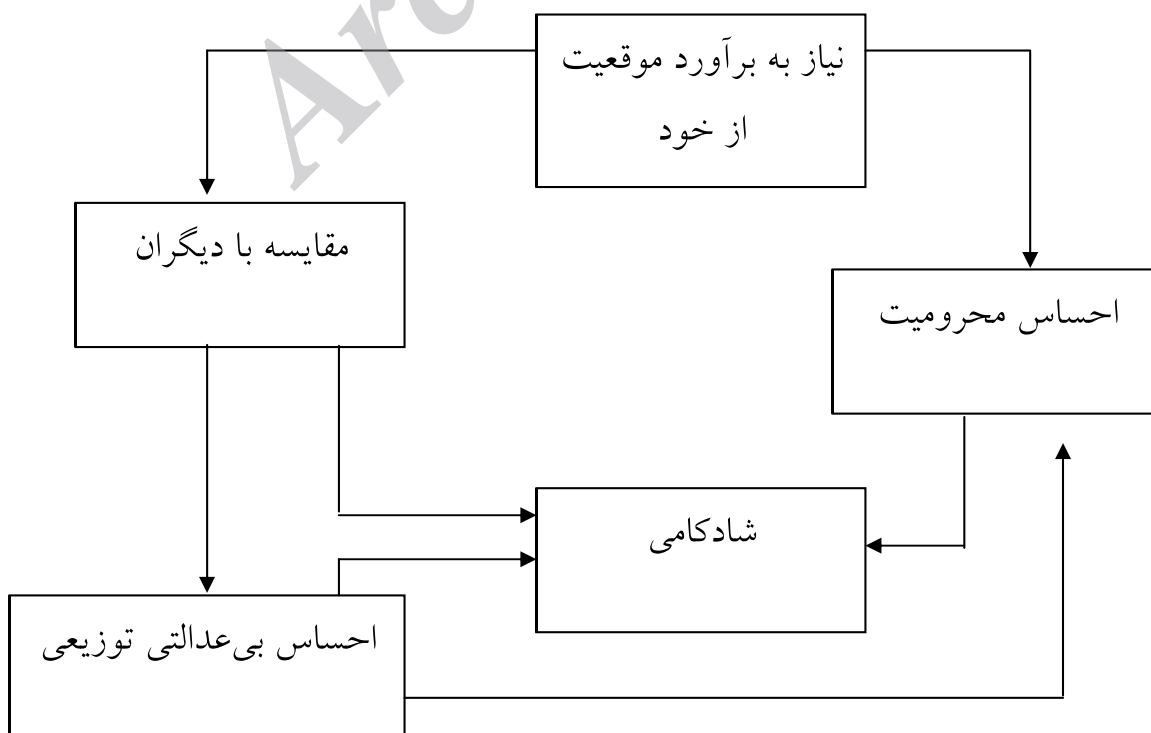 نیاز به برآورد موقعیت
از خود
مقایسه با دیگران
احساس محرومیت
شادکامی
احساس بی‌عدالتی توزیعی